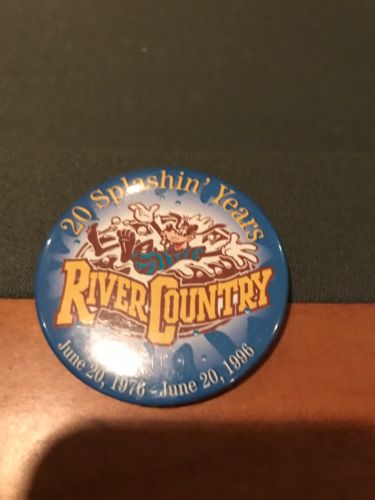 20 Splashin' Years
RIVER COUNTRY
June 20, 1976 - June 20, 1996